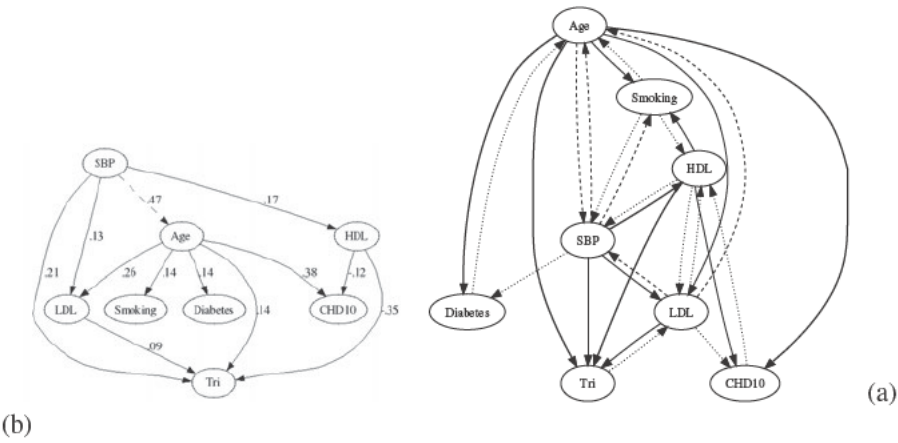 Age
Smoking
HDL
SBP
Diabetes
LDL
Tri
CHD10
(a)
SBP
.47
.17
.13
Age
HDL
.21
.26
.14
.14
.38
-.12
LDL
Smoking
Diabetes
CHD10
.14
-.35
.09
Tri
(b)